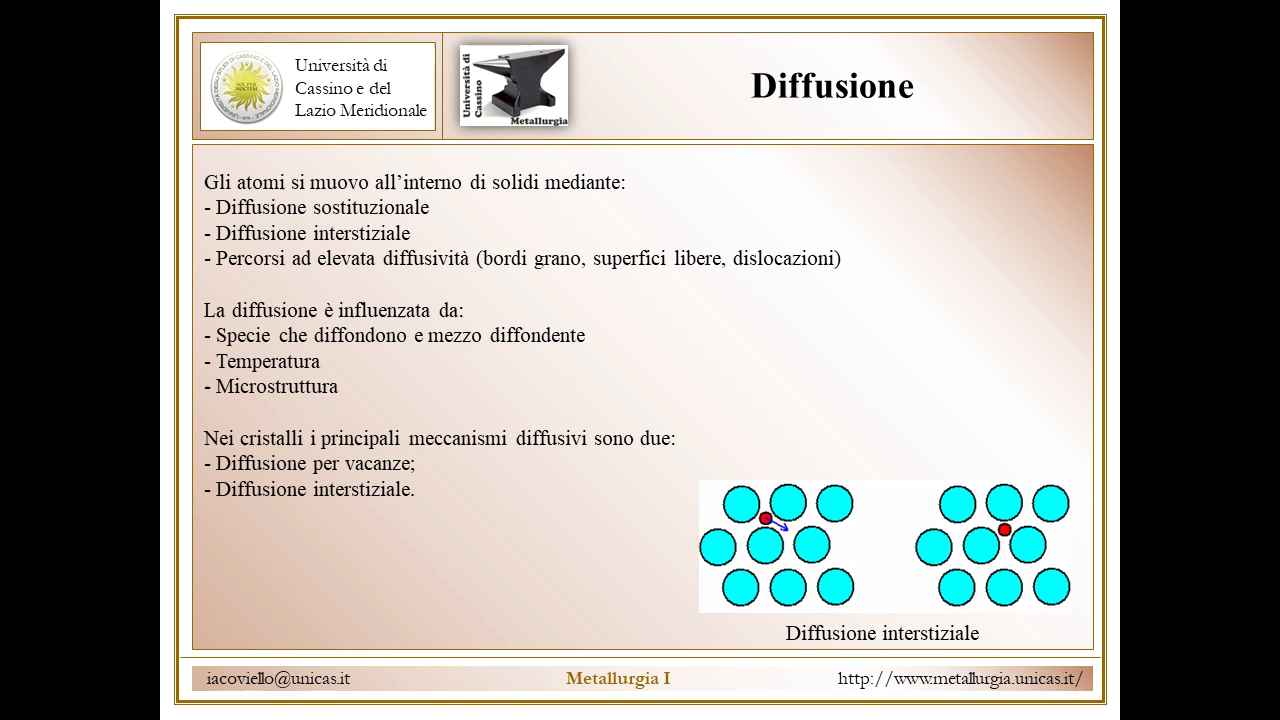 Università di
Cassino e del
Lazio Meridionale
Università di
Cassino
Metallurgia
Diffusione
Gli atomi si muovo all’interno di solidi mediante:
- Diffusione sostituzionale
- Diffusione interstiziale
- Percorsi ad elevata diffusività (bordi grano, superfici libere, dislocazioni)
La diffusione è influenzata da:
- Specie che diffondono e mezzo diffondente
- Temperatura
- Microstruttura
Nei cristalli i principali meccanismi diffusivi sono due:
- Diffusione per vacanze;
- Diffusione interstiziale.
Diffusione interstiziale
iacoviello@unicas.it
Metallurgia I
http://www.metallurgia.unicas.it/